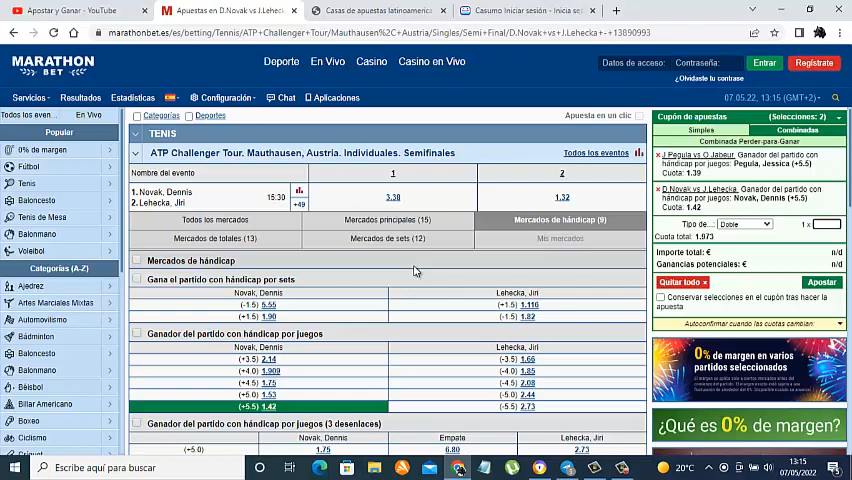 Apostar y Ganar - YouTube
Apuestas en D.Novak vs J.Lehecka
Casas de apuestas latinoamerica
Casumo Iniciar sesión - Inicia se
marathonbet.es/es/betting/Tennis/ATP+Challenger+Tour/Mauthausen%2C+Austria/Singles/Semi+Final/D.Novak+vs+J.Lehecka+-+13890993
MARATHON
BET
Deporte En Vivo Casino Casino en Vivo
Datos de acceso: Contraseña: Entrar Regístrate
¿Olvidaste tu contrase
Servicios Resultados Estadísticas Configuración Chat Aplicaciones
07.05.22, 13:15 (GMT+2)
Todos los even... En Vivo
Popular
0% de margen
Fútbol
Tenis
Baloncesto
Tenis de Mesa
Balonmano
Voleibol
Categorías (A-Z)
Ajedrez
Artes Marciales Mixtas
Automovilismo
Bádminton
Baloncesto
Balonmano
Béisbol
Billar Americano
Boxeo
Ciclismo
Categorías Deportes
Apuesta en un clic
TENIS
ATP Challenger Tour. Mauthausen, Austria. Individuales. Semifinales
Todos los eventos
Nombre del evento 1 2
1. Novak, Dennis
2. Lehecka, Jiri
15:30 +49 3.38 1.32
Todos los mercados Mercados principales (15) Mercados de hándicap (9)
Mercados de totales (13) Mercados de sets (12) Mis mercados
Mercados de hándicap
Gana el partido con hándicap por sets
Novak, Dennis Lehecka, Jiri
(-1.5) 5.55 (+1.5) 1.116
(+1.5) 1.90 (-1.5) 1.82
Ganador del partido con hándicap por juegos
Novak, Dennis Lehecka, Jiri
(+3.5) 2.14 (-3.5) 1.66
(+4.0) 1.909 (-4.0) 1.85
(+4.5) 1.75 (-4.5) 2.08
(+5.0) 1.53 (-5.0) 2.44
(+5.5) 1.42 (-5.5) 2.73
Ganador del partido con hándicap por juegos (3 desenlaces)
Novak, Dennis Empate Lehecka, Jiri
(+5.0) 1.75 6.80 2.73
Cupón de apuestas (Selecciones: 2)
Simples Combinadas
Combinada Perder-para-Ganar
J.Pegula vs O.Jabeur. Ganador del partido
con hándicap por juegos: Pegula, Jessica (+5.5)
Cuota: 1.39
D.Novak vs J.Lehecka. Ganador del partido
con hándicap por juegos: Novak, Dennis (+5.5)
Cuota: 1.42
Tipo de... Doble 1 x
Cuota total: 1.973
Importe total: € n/d
Ganancias potenciales: € n/d
Quitar todo x Apostar
Conservar selecciones en el cupón tras hacer la
apuesta
Autoconfirmar cuando las cuotas cambian:
0%
de margen en varios
partidos seleccionados
¿Qué es 0% de margen?
Escribe aquí para buscar
20°C
13:15
07/05/2022